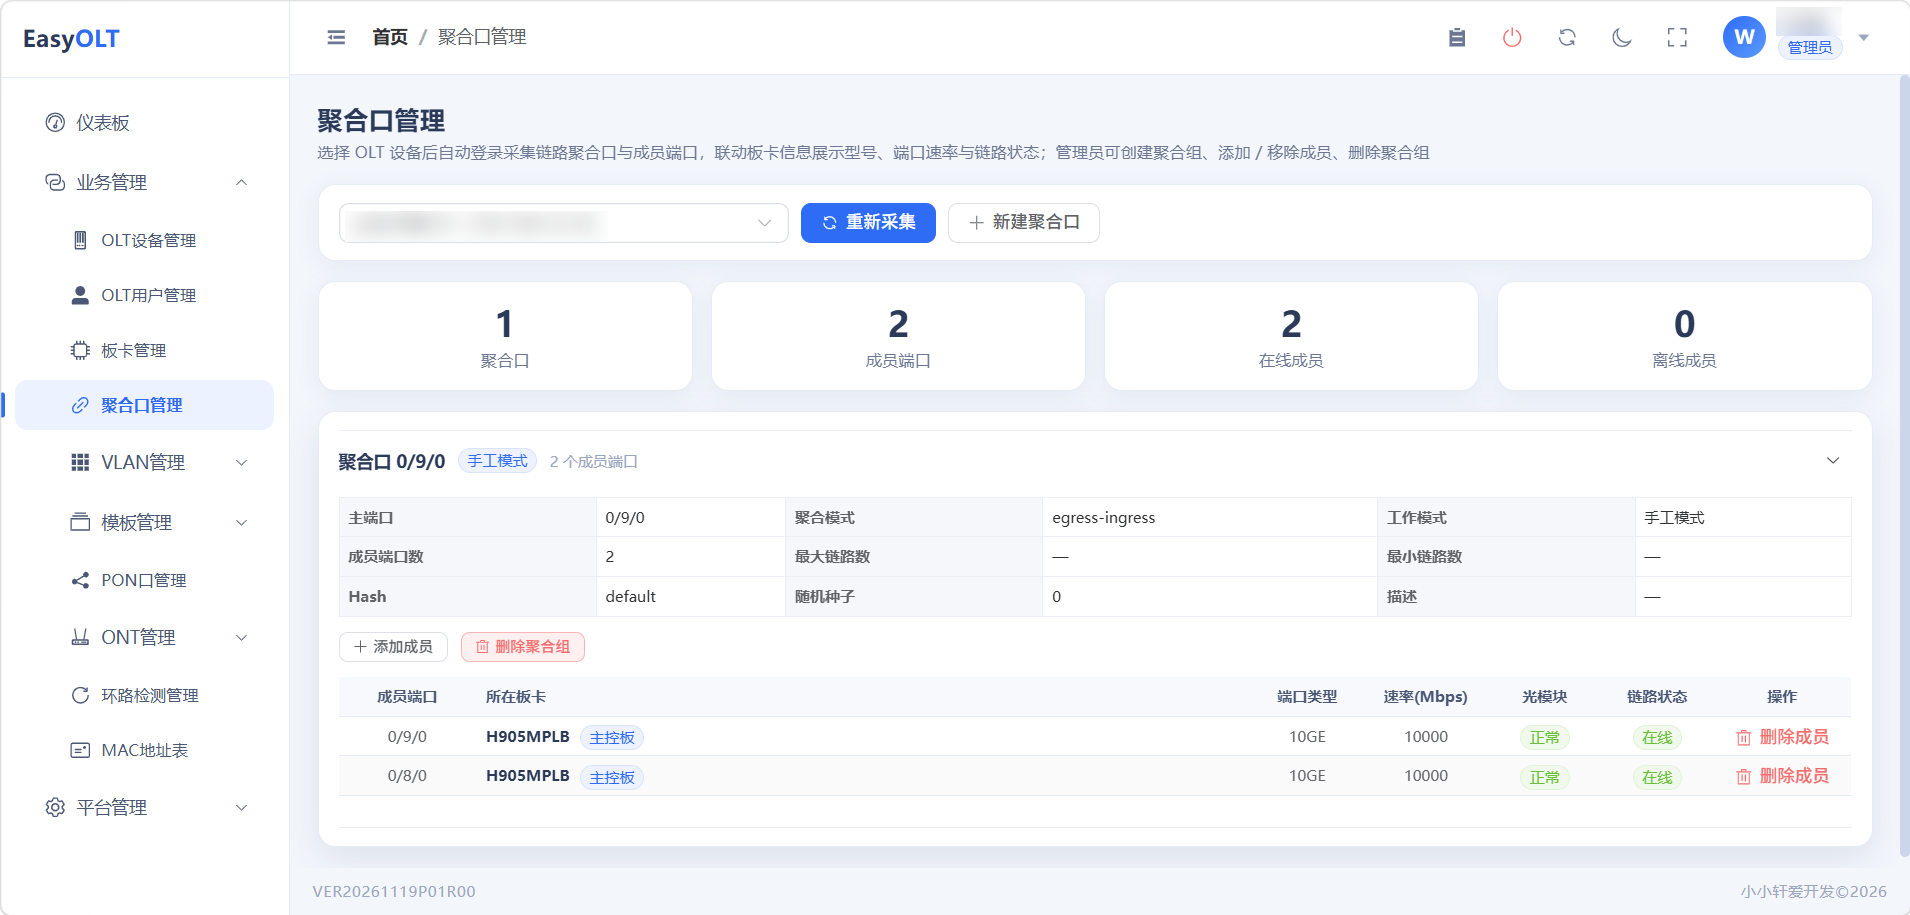 EasyOLT
首页 / 聚合口管理
W
管理员
仪表板
业务管理
OLT设备管理
OLT用户管理
板卡管理
聚合口管理
VLAN管理
模板管理
PON口管理
ONT管理
环路检测管理
MAC地址表
平台管理
聚合口管理
选择 OLT 设备后自动登录采集链路聚合口与成员端口，联动板卡信息展示型号、端口速率与链路状态；管理员可创建聚合组、添加 / 移除成员、删除聚合组
重新采集 新建聚合口
1 2 2 0
聚合口 成员端口 在线成员 离线成员
聚合口 0/9/0 手工模式 2 个成员端口
主端口 0/9/0 聚合模式 egress-ingress 工作模式 手工模式
成员端口数 2 最大链路数 — 最小链路数 —
Hash default 随机种子 0 描述 —
添加成员 删除聚合组
成员端口 所在板卡 端口类型 速率(Mbps) 光模块 链路状态 操作
0/9/0 H905MPLB 主控板 10GE 10000 正常 在线 删除成员
0/8/0 H905MPLB 主控板 10GE 10000 正常 在线 删除成员
VER20261119P01R00 小小轩爱开发©2026